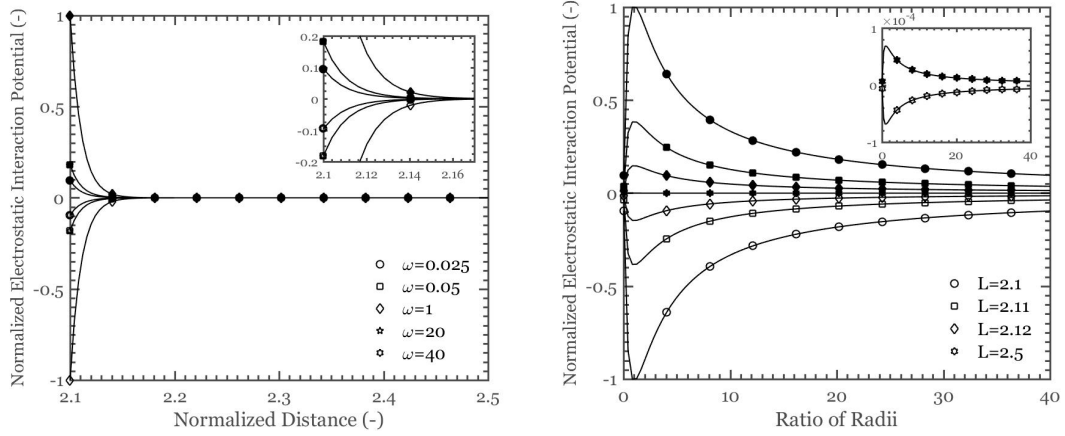 Normalized Electrostatic Interaction Potential (-)
1
0.5
0
-0.5
-1
2.1
2.2
2.3
2.4
2.5
Normalized Distance (-)
0.2
0.1
0
-0.1
-0.2
2.1
2.12
2.14
2.16
ω=0.025
ω=0.05
ω=1
ω=20
ω=40
Normalized Electrostatic Interaction Potential (-)
1
0.5
0
-0.5
-1
0
10
20
30
40
Ratio of Radii
×10⁻⁴
1
0
-1
0
20
40
L=2.1
L=2.11
L=2.12
L=2.5